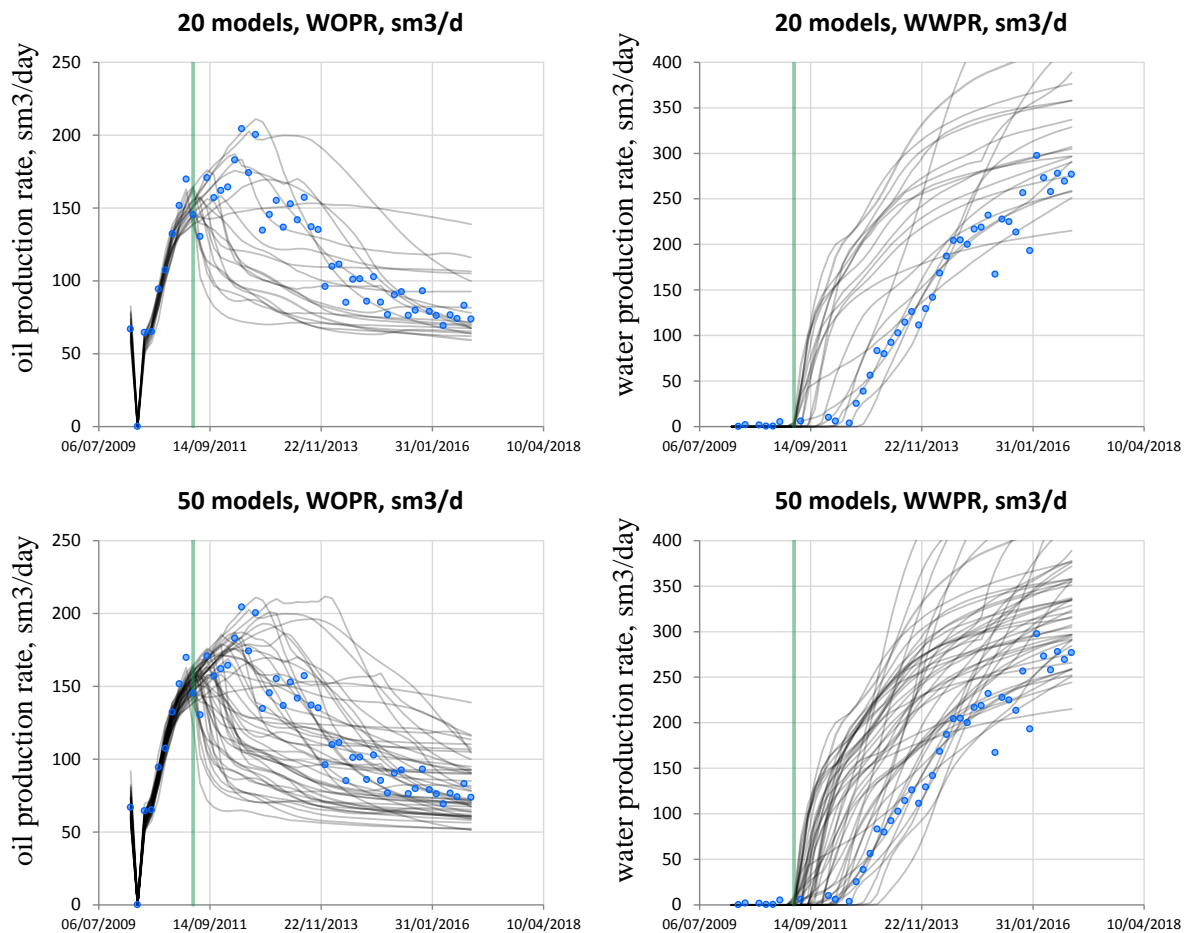 20 models, WOPR, sm3/d
oil production rate, sm3/day
250
200
150
100
50
0
06/07/2009 14/09/2011 22/11/2013 31/01/2016 10/04/2018
20 models, WWPR, sm3/d
water production rate, sm3/day
400
350
300
250
200
150
100
50
0
06/07/2009 14/09/2011 22/11/2013 31/01/2016 10/04/2018
50 models, WOPR, sm3/d
oil production rate, sm3/day
250
200
150
100
50
0
06/07/2009 14/09/2011 22/11/2013 31/01/2016 10/04/2018
50 models, WWPR, sm3/d
water production rate, sm3/day
400
350
300
250
200
150
100
50
0
06/07/2009 14/09/2011 22/11/2013 31/01/2016 10/04/2018